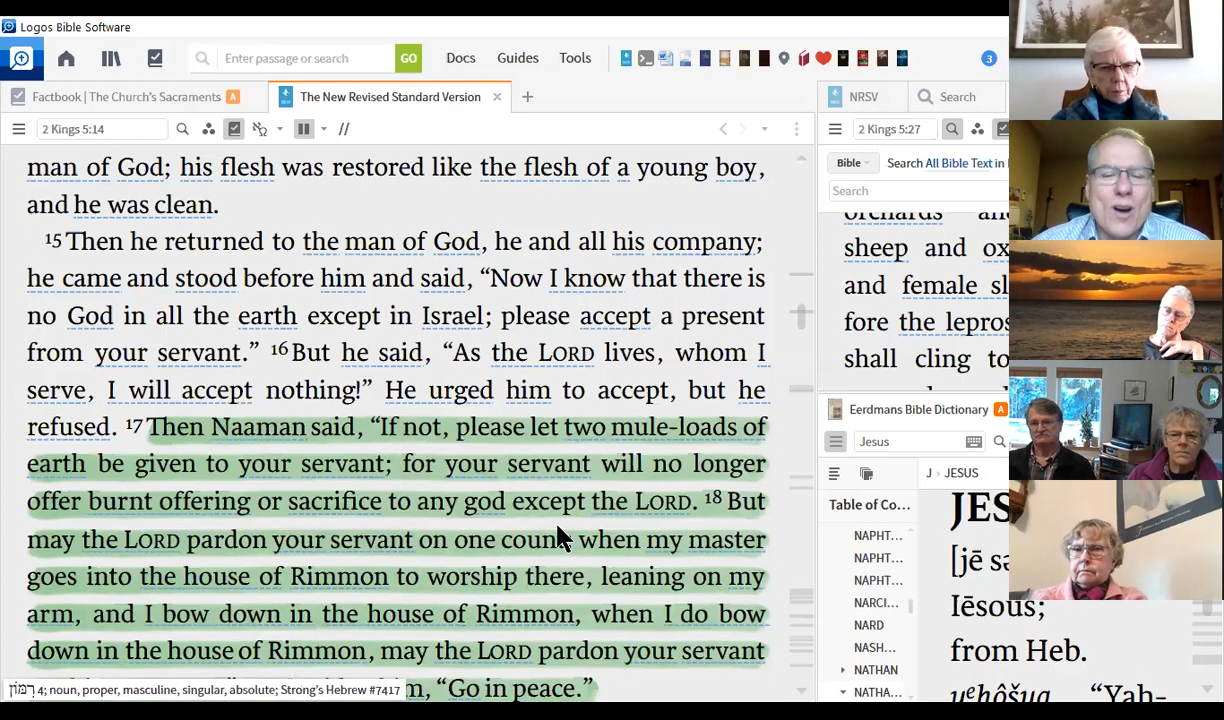 Logos Bible Software
Enter passage or search
GO
Docs
Guides
Tools
3
Factbook | The Church's Sacraments
A
The New Revised Standard Version
2 Kings 5:14
man of God; his flesh was restored like the flesh of a young boy,
and he was clean.
15 Then he returned to the man of God, he and all his company;
he came and stood before him and said, “Now I know that there is
no God in all the earth except in Israel; please accept a present
from your servant.” 16 But he said, “As the LORD lives, whom I
serve, I will accept nothing!” He urged him to accept, but he
refused. 17 Then Naaman said, “If not, please let two mule-loads of
earth be given to your servant; for your servant will no longer
offer burnt offering or sacrifice to any god except the LORD. 18 But
may the LORD pardon your servant on one coun when my master
goes into the house of Rimmon to worship there, leaning on my
arm, and I bow down in the house of Rimmon, when I do bow
down in the house of Rimmon, may the LORD pardon your servant
m, “Go in peace.”
רִמּוֹן 4; noun, proper, masculine, singular, absolute; Strong's Hebrew #7417
NRSV
Search
2 Kings 5:27
Bible
Search All Bible Text in
Search
orchards
sheep and ox
and female sl
fore the lepros
shall cling to
Eerdmans Bible Dictionary
A
Jesus
J › JESUS
Table of Co...
NAPHT...
NAPHT...
NAPHT...
NARCI...
NARD
NASH...
NATHAN
NATHA...
JES
[jē sə
Iēsous;
from Heb.
yᵉhôšua “Yah-